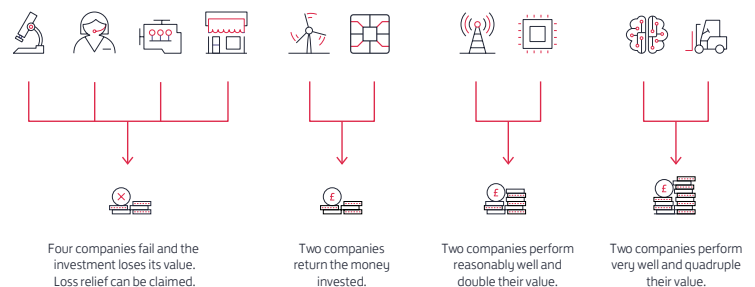 Four companies fail and the
investment loses its value.
Loss relief can be claimed.
Two companies
return the money
invested.
Two companies perform
reasonably well and
double their value.
Two companies perform
very well and quadruple
their value.
£
£
£